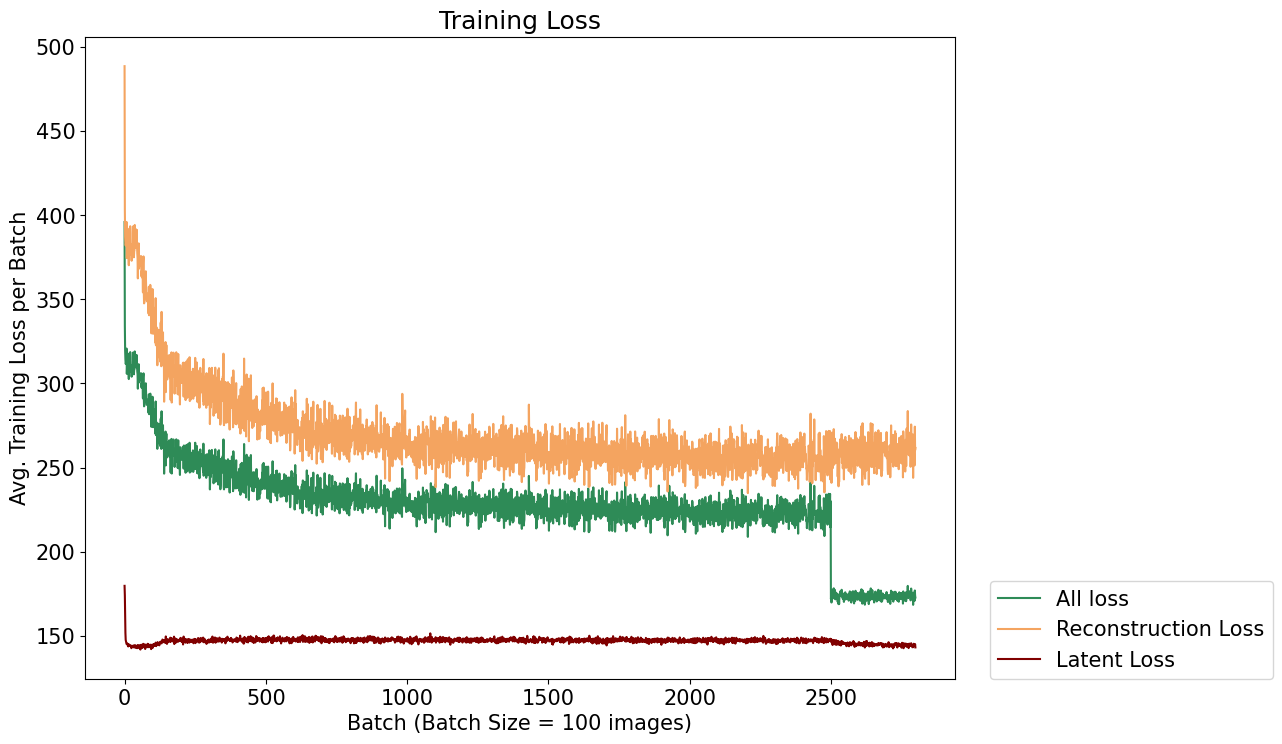 Training Loss
Avg. Training Loss per Batch
500
450
400
350
300
250
200
150
0
500
1000
1500
2000
2500
Batch (Batch Size = 100 images)
All loss
Reconstruction Loss
Latent Loss